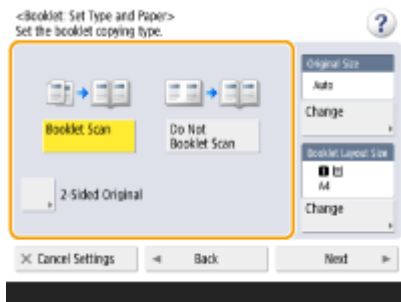 <Booklet: Set Type and Paper>
Set the booklet copying type.
Original Size
Auto
Change
Booklet Scan
Do Not
Booklet Scan
Booklet Layout Size
1
A4
2-Sided Original
Change
Cancel Settings
Back
Next